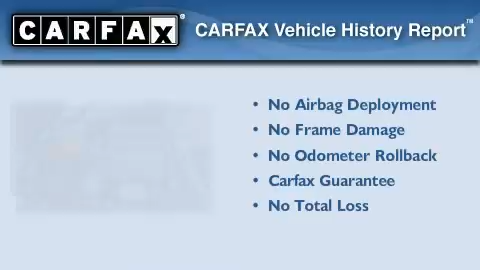 CARFAX
CARFAX Vehicle History Report™
• No Airbag Deployment
• No Frame Damage
• No Odometer Rollback
• Carfax Guarantee
• No Total Loss